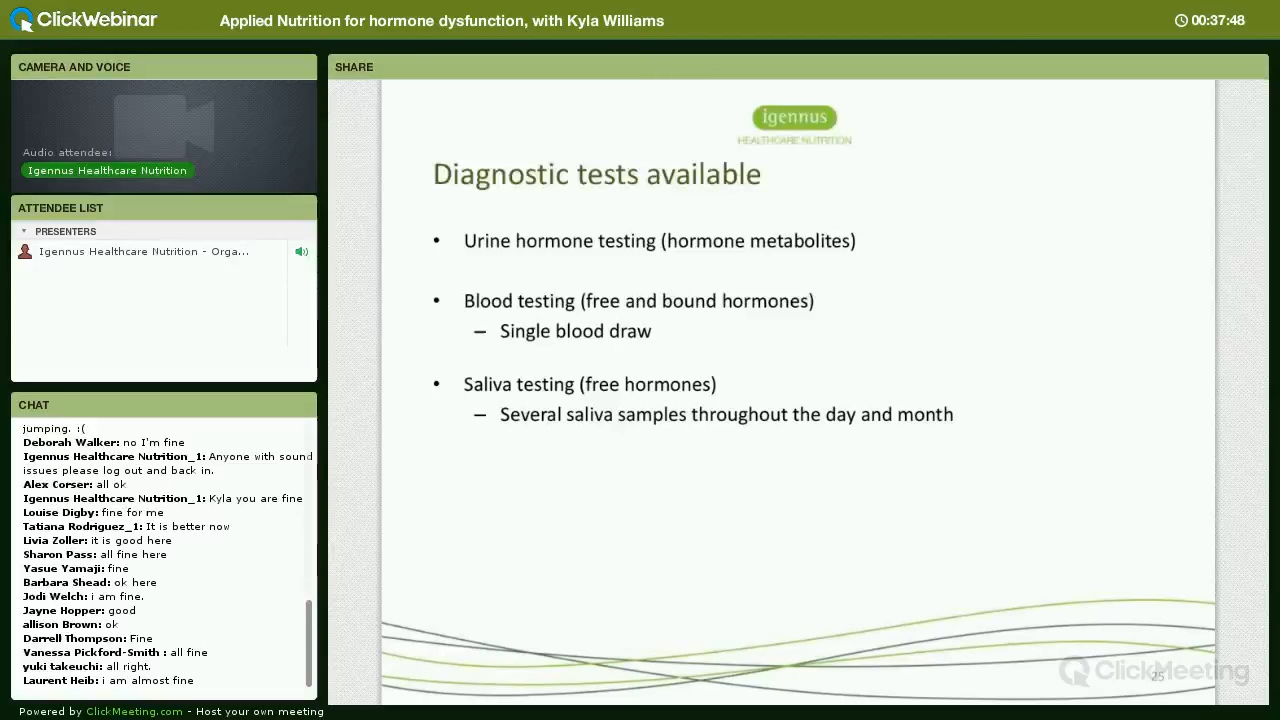 ClickWebinar
Applied Nutrition for hormone dysfunction, with Kyla Williams
00:37:48
CAMERA AND VOICE
Audio attendee:
Igennus Healthcare Nutrition
ATTENDEE LIST
PRESENTERS
Igennus Healthcare Nutrition - Orga...
CHAT
jumping. :(
Deborah Walker: no I'm fine
Igennus Healthcare Nutrition_1: Anyone with sound
issues please log out and back in.
Alex Corser: all ok
Igennus Healthcare Nutrition_1: Kyla you are fine
Louise Digby: fine for me
Tatiana Rodriguez_1: It is better now
Livia Zoller: it is good here
Sharon Pass: all fine here
Yasue Yamaji: fine
Barbara Shead: ok here
Jodi Welch: i am fine.
Jayne Hopper: good
allison Brown: ok
Darrell Thompson: Fine
Vanessa Pickford-Smith : all fine
yuki takeuchi: all right.
Laurent Heib: i am almost fine
SHARE
igennus
HEALTHCARE NUTRITION
Diagnostic tests available
• Urine hormone testing (hormone metabolites)
• Blood testing (free and bound hormones)
– Single blood draw
• Saliva testing (free hormones)
– Several saliva samples throughout the day and month
ClickMeeting
25
Powered by ClickMeeting.com - Host your own meeting